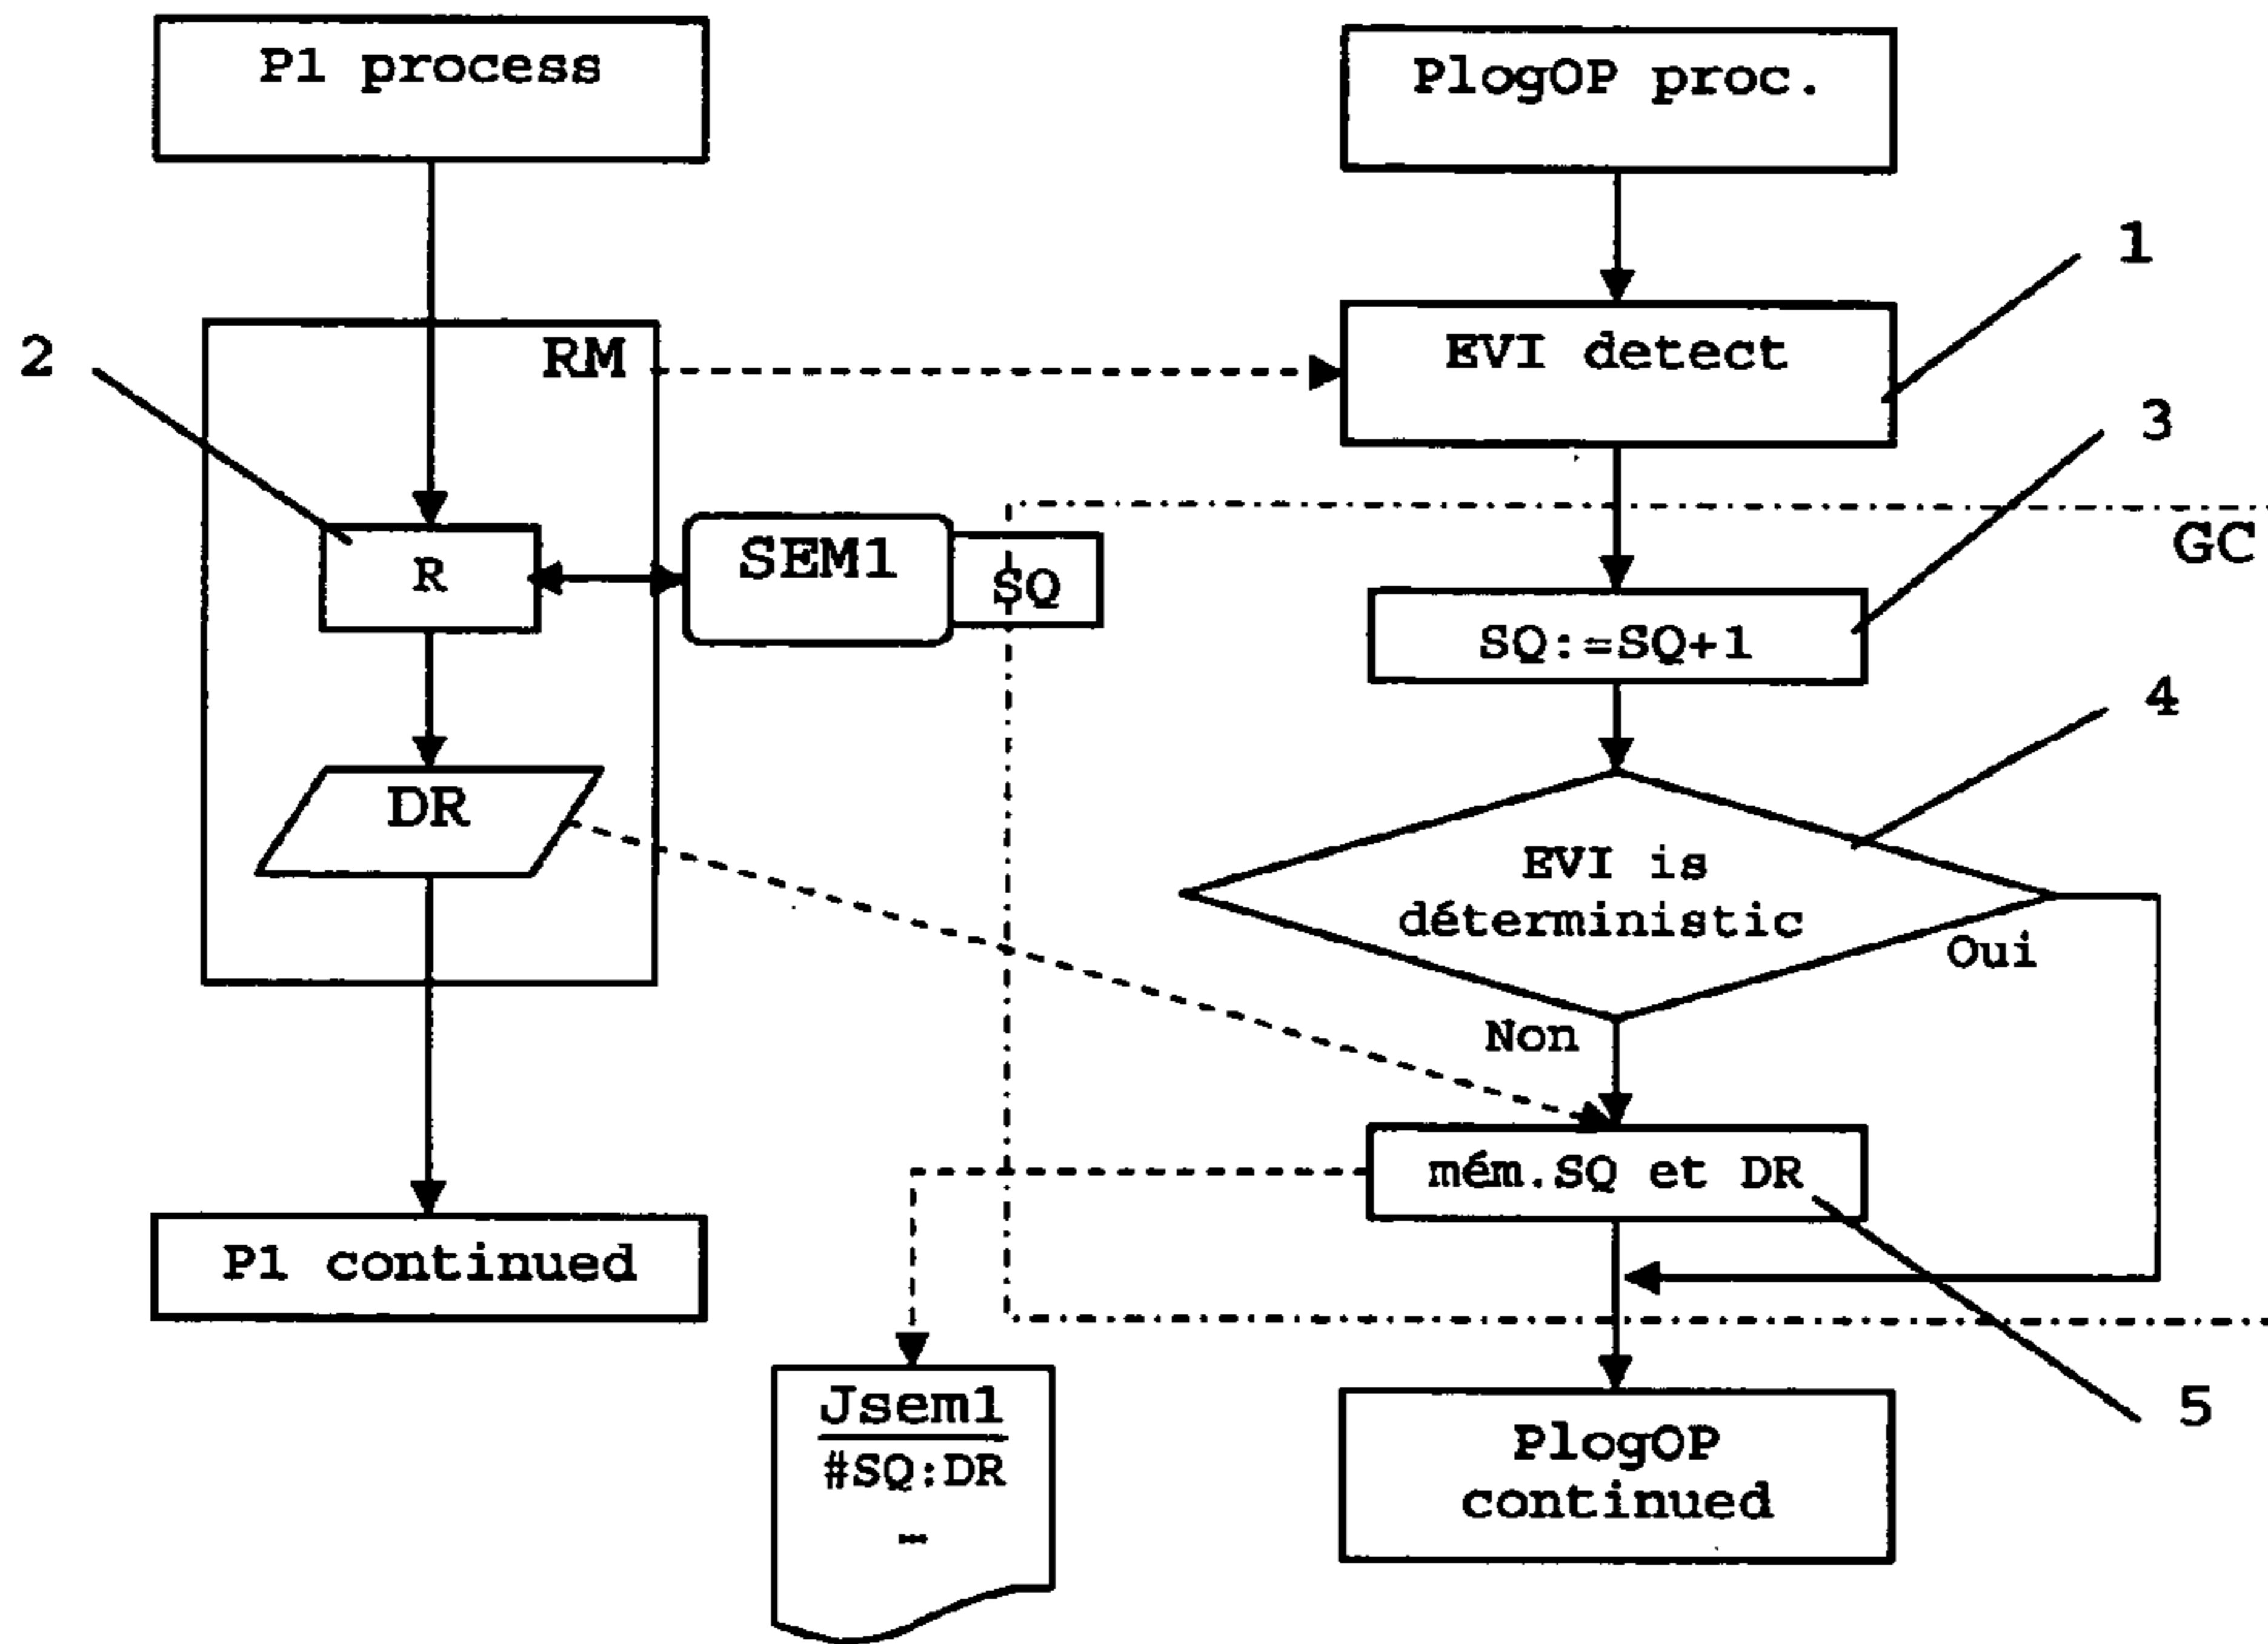 P1 process
PlogOP proc.
1
2
RM
EVI detect
3
GC
SEM1
SQ
R
SQ:=SQ+1
4
DR
EVI is
déterministic
Oui
Non
mém.SQ et DR
P1 continued
Jsem1
#SQ:DR
–
5
PlogOP
continued